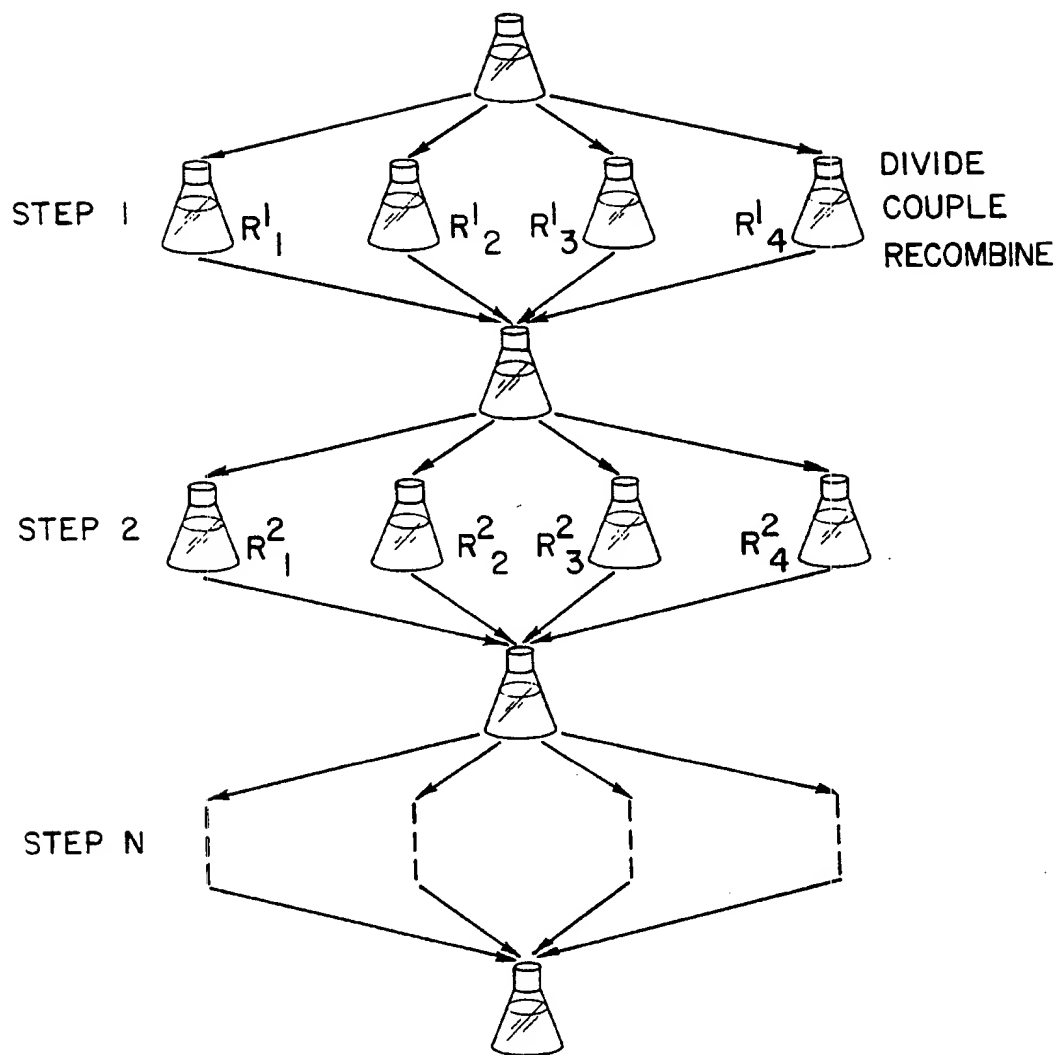 DIVIDE
COUPLE
RECOMBINE
STEP 1
R¹₁
R¹₂
R¹₃
R¹₄
STEP 2
R²₁
R²₂
R²₃
R²₄
STEP N